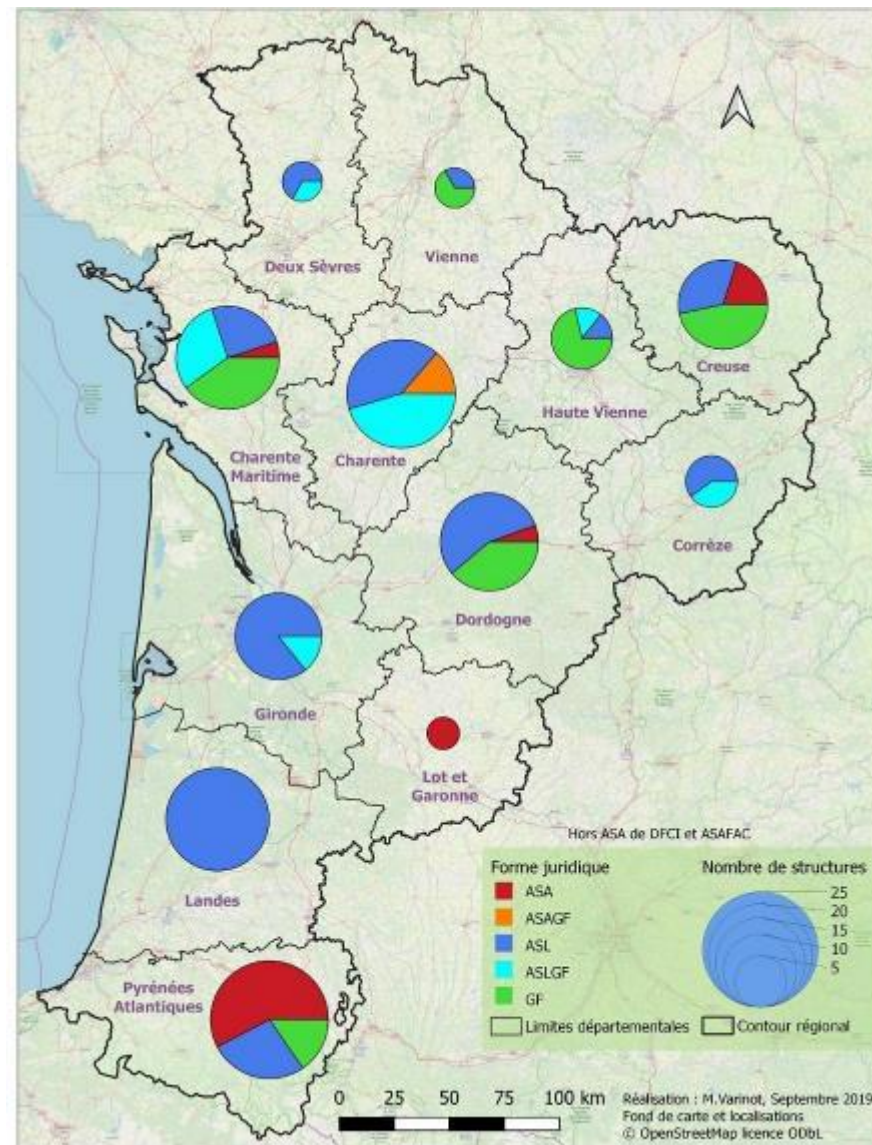 Deux Sèvres
Vienne
Creuse
Haute Vienne
Charente
Maritime
Charente
Corrèze
Dordogne
Gironde
Lot et
Garonne
Landes
Pyrénées
Atlantiques
Hors ASA de DFCI et ASAFAC
Forme juridique
ASA
ASAGF
ASL
ASLGF
GF
Nombre de structures
25
20
15
10
5
Limites départementales
Contour régional
0 25 50 75 100 km
Réalisation : M.Varinot, Septembre 2019
Fond de carte et localisations
© OpenStreetMap licence ODbL